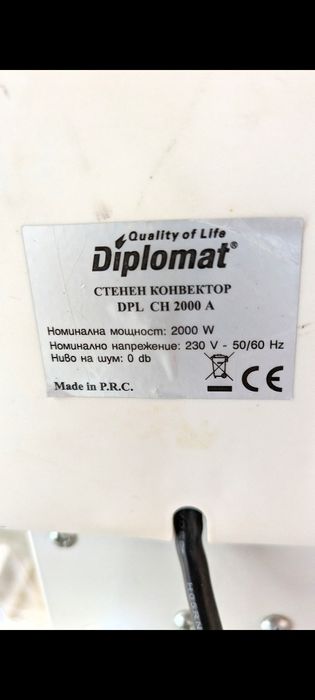 Quality of Life
Diplomat®
СТЕНЕН КОНВЕКТОР
DPL CH 2000 A
Номинална мощност: 2000 W
Номинално напрежение: 230 V - 50/60 Hz
Ниво на шум: 0 db
Made in P.R.C.
CE